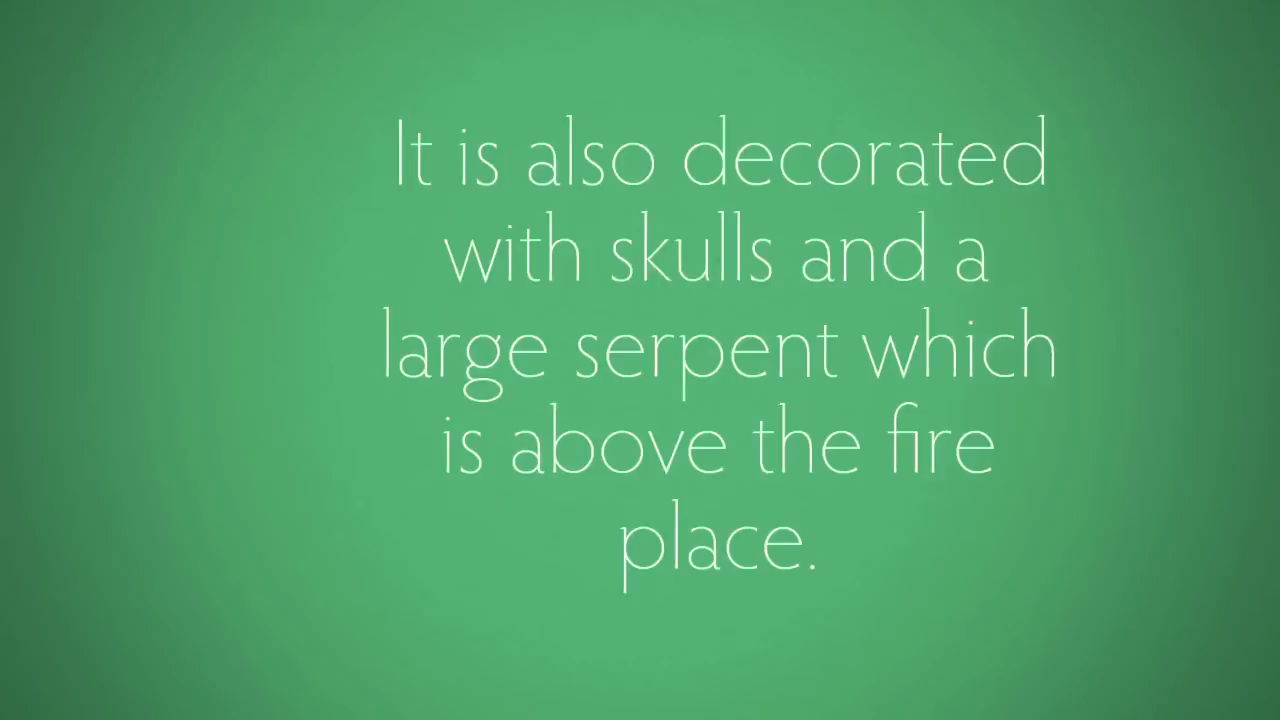 It is also decorated
with skulls and a
large serpent which
is above the fire
place.